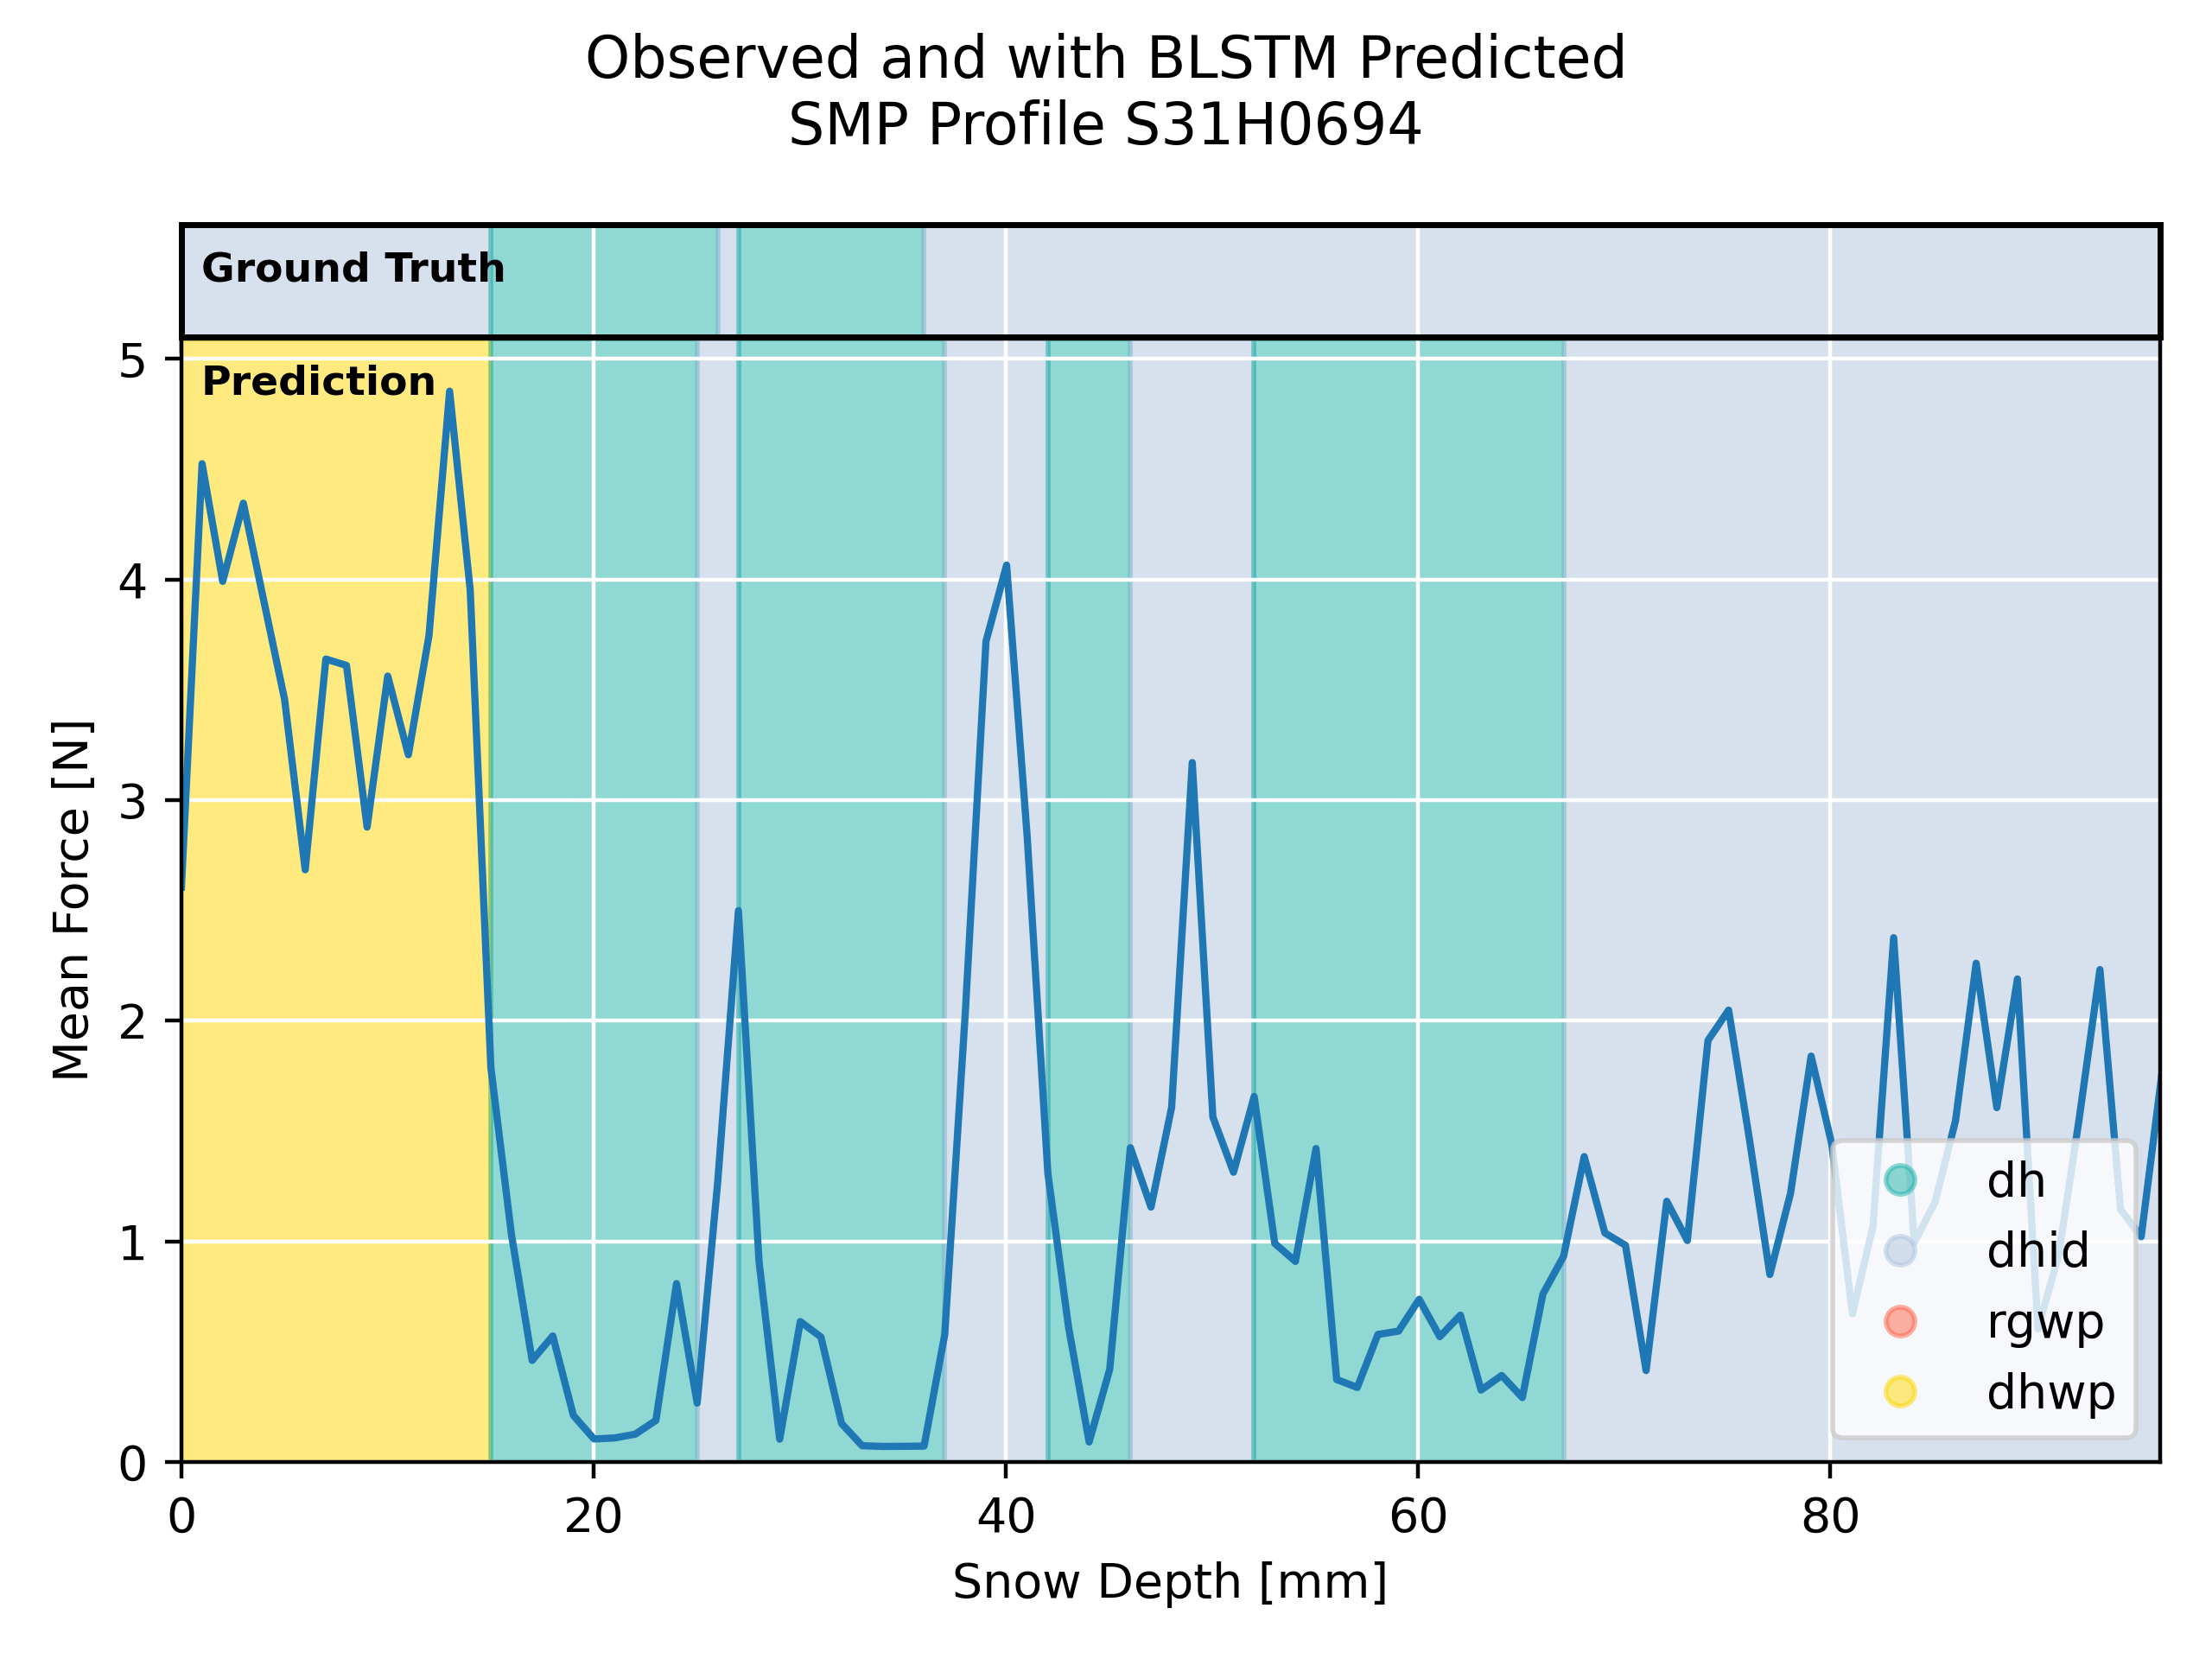 Observed and with BLSTM Predicted
SMP Profile S31H0694
Ground Truth
Prediction
5
4
3
2
1
0
Mean Force [N]
0 20 40 60 80
Snow Depth [mm]
dh
dhid
rgwp
dhwp